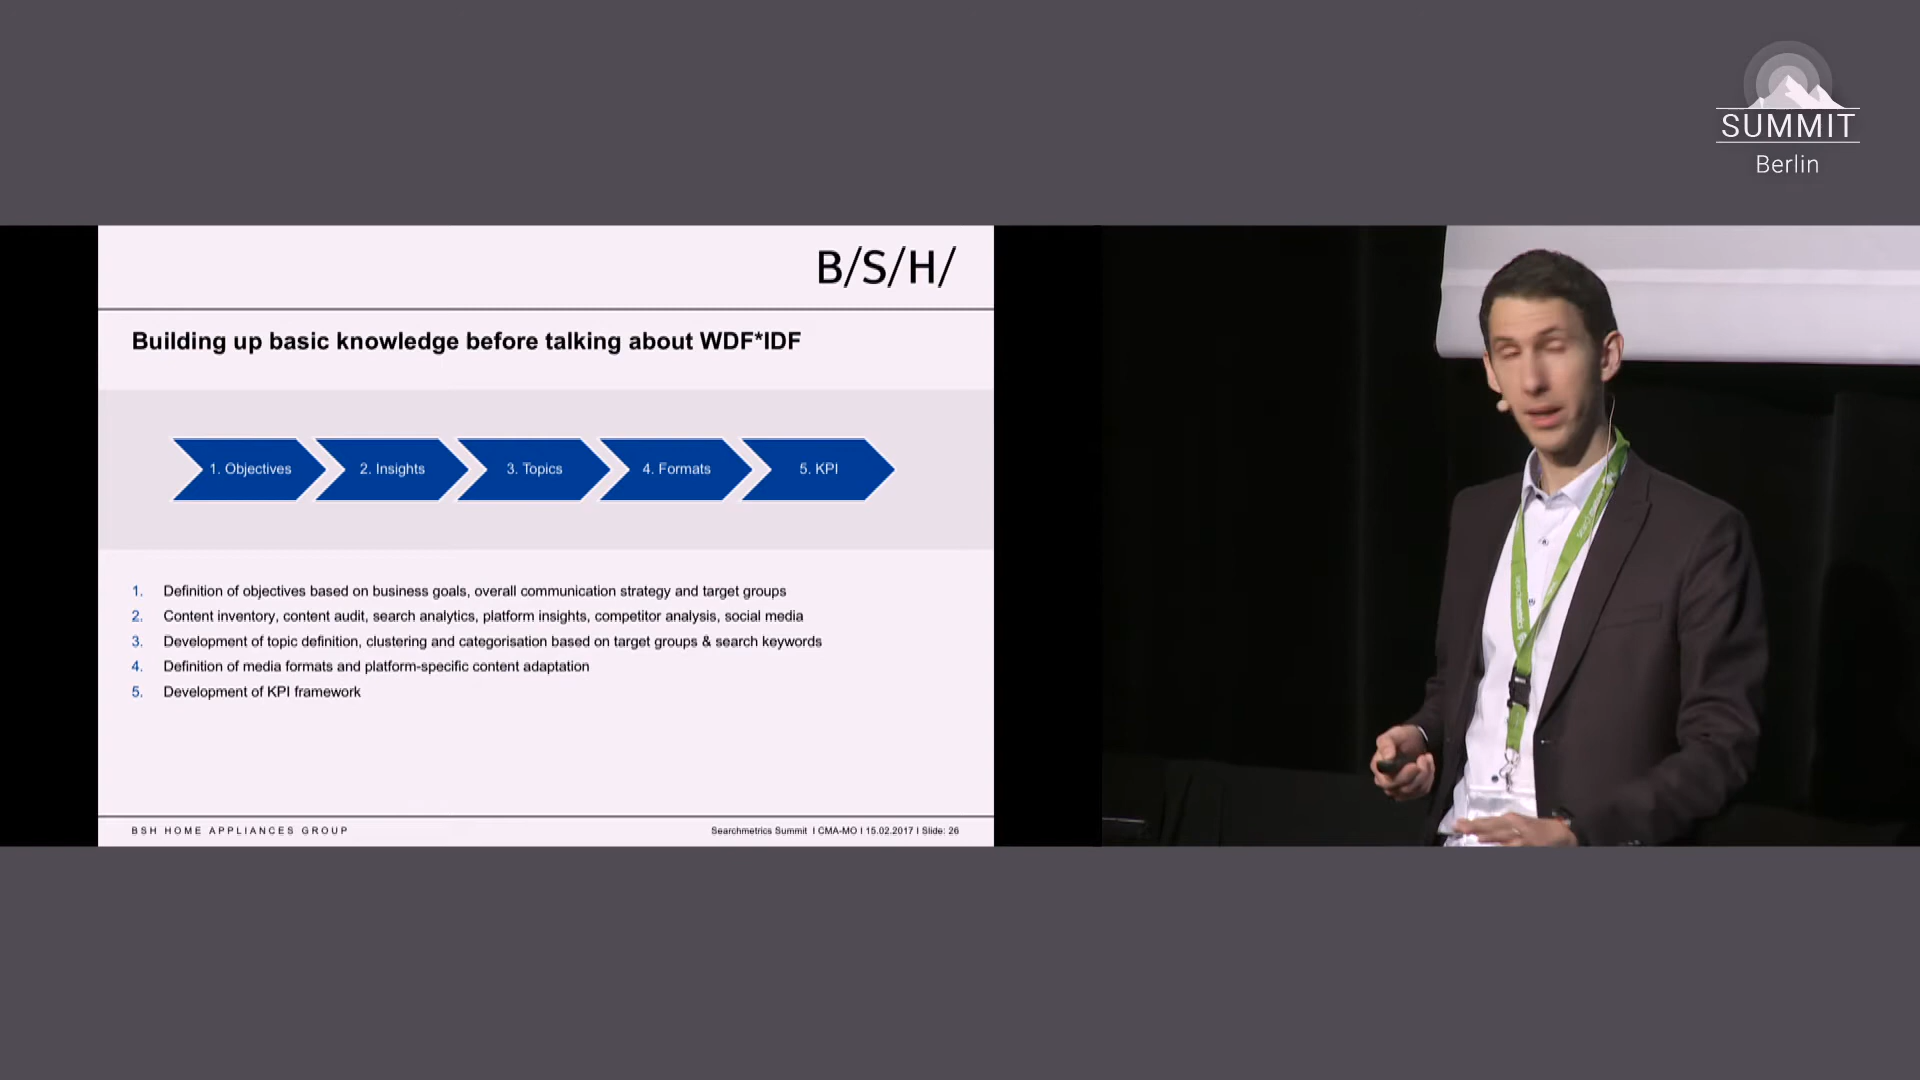 SUMMIT
Berlin
B/S/H/
Building up basic knowledge before talking about WDF*IDF
1. Objectives
2. Insights
3. Topics
4. Formats
5. KPI
1. Definition of objectives based on business goals, overall communication strategy and target groups
2. Content inventory, content audit, search analytics, platform insights, competitor analysis, social media
3. Development of topic definition, clustering and categorisation based on target groups & search keywords
4. Definition of media formats and platform-specific content adaptation
5. Development of KPI framework
BSH HOME APPLIANCES GROUP
Searchmetrics Summit I CMA-MO I 15.02.2017 I Slide: 26